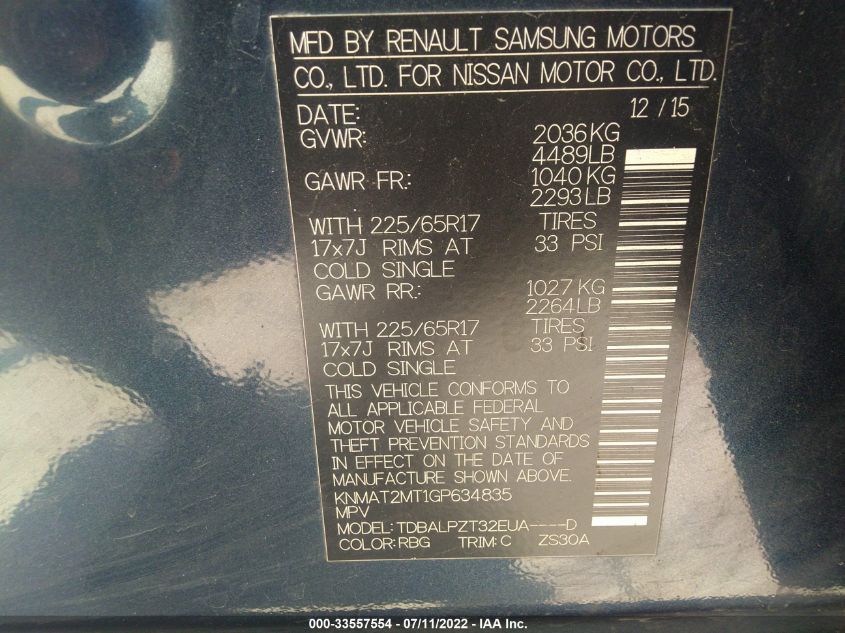 MFD BY RENAULT SAMSUNG MOTORS
CO., LTD. FOR NISSAN MOTOR CO., LTD.
DATE: 12 / 15
GVWR: 2036 KG
4489 LB
GAWR FR.: 1040 KG
2293 LB
WITH 225/65R17 TIRES
17x7J RIMS AT 33 PSI
COLD SINGLE
GAWR RR.: 1027 KG
2264 LB
WITH 225/65R17 TIRES
17x7J RIMS AT 33 PSI
COLD SINGLE
THIS VEHICLE CONFORMS TO
ALL APPLICABLE FEDERAL
MOTOR VEHICLE SAFETY AND
THEFT PREVENTION STANDARDS
IN EFFECT ON THE DATE OF
MANUFACTURE SHOWN ABOVE.
KNMAT2MT1GP634835
MPV
MODEL: TDBALPZT32EUA----D
COLOR: RBG TRIM: C ZS30A
000-33557554 - 07/11/2022 - IAA Inc.